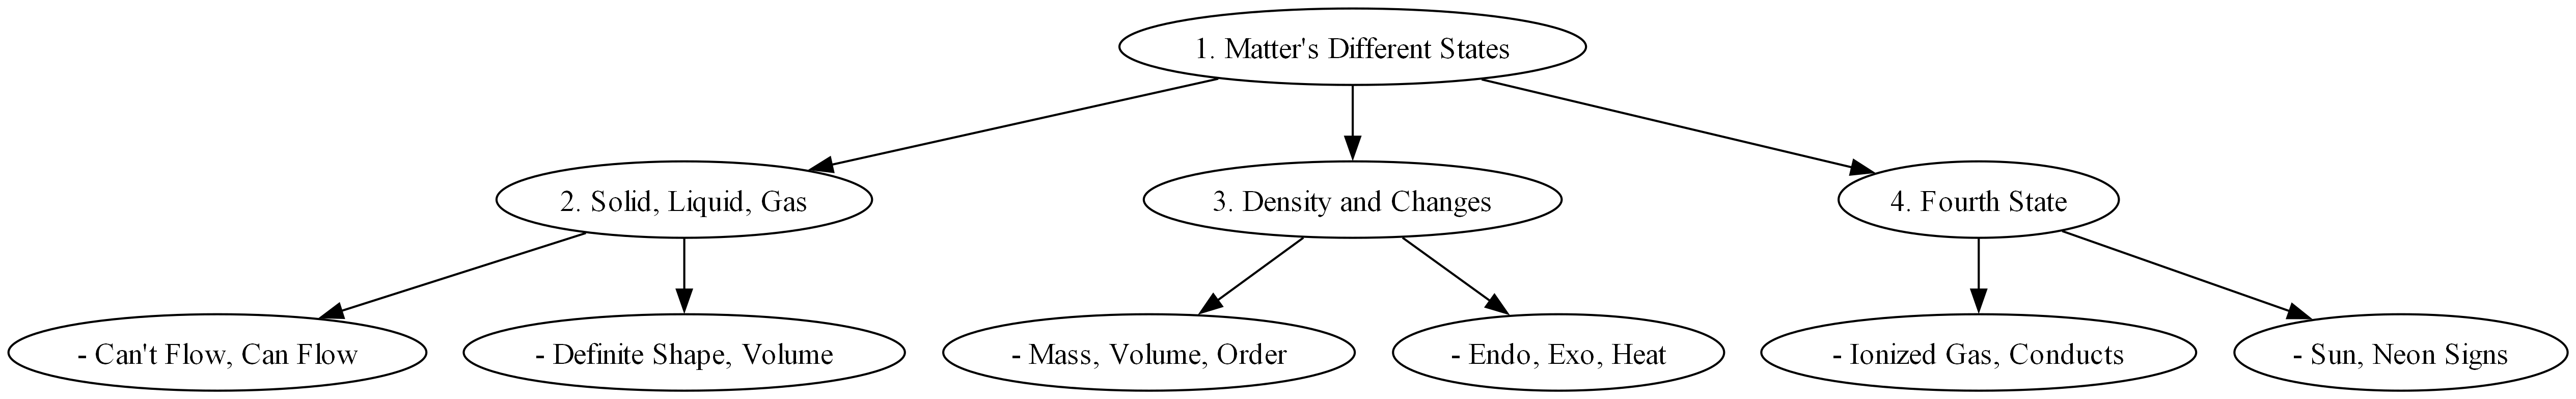 1. Matter's Different States
2. Solid, Liquid, Gas
3. Density and Changes
4. Fourth State
- Can't Flow, Can Flow
- Definite Shape, Volume
- Mass, Volume, Order
- Endo, Exo, Heat
- Ionized Gas, Conducts
- Sun, Neon Signs